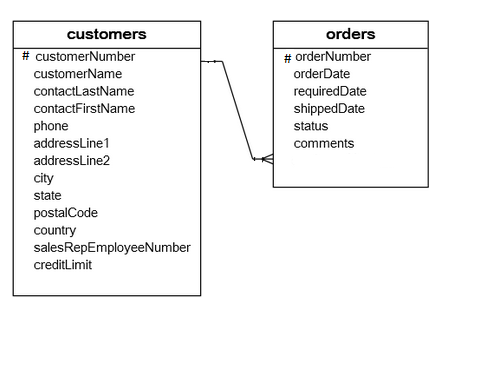 customers
# customerNumber
customerName
contactLastName
contactFirstName
phone
addressLine1
addressLine2
city
state
postalCode
country
salesRepEmployeeNumber
creditLimit
orders
# orderNumber
orderDate
requiredDate
shippedDate
status
comments